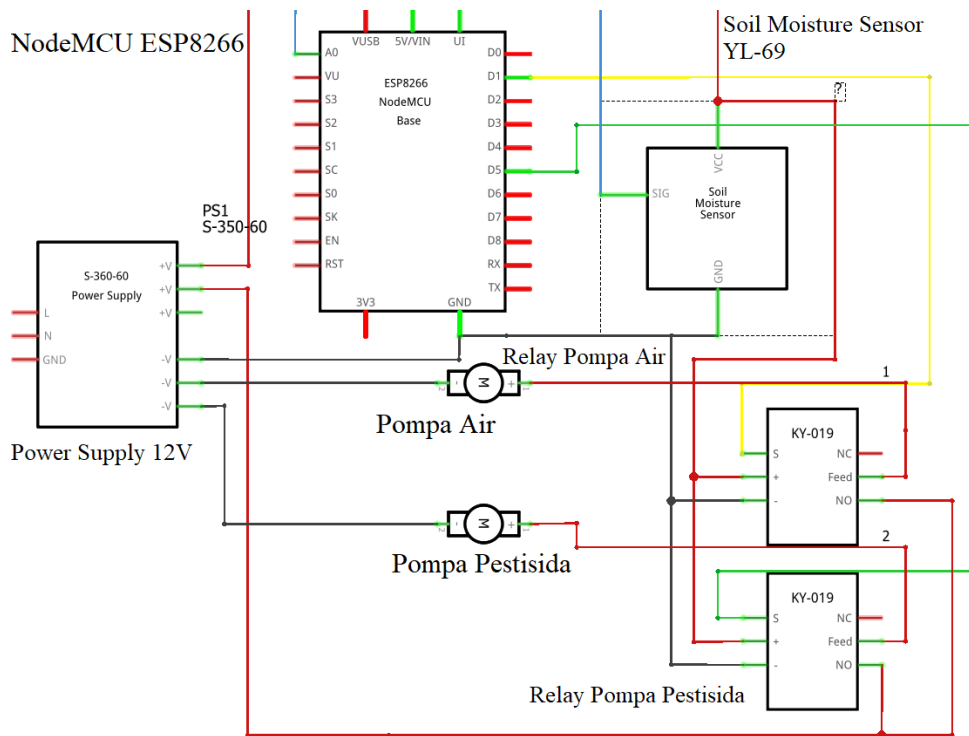 NodeMCU ESP8266
VUSB
5V/VIN
UI
Soil Moisture Sensor
YL-69
A0
VU
S3
S2
S1
SC
S0
SK
EN
RST
3V3
GND
ESP8266
NodeMCU
Base
D0
D1
D2
D3
D4
D5
D6
D7
D8
RX
TX
?
VCC
SIG
Soil
Moisture
Sensor
GND
PS1
S-350-60
S-360-60
Power Supply
L
N
GND
+V
+V
+V
-V
-V
-V
Power Supply 12V
Relay Pompa Air
2
-
M
+
1
Pompa Air
1
KY-019
S
+
-
NC
Feed
NO
2
-
M
+
1
Pompa Pestisida
2
KY-019
S
+
-
NC
Feed
NO
Relay Pompa Pestisida